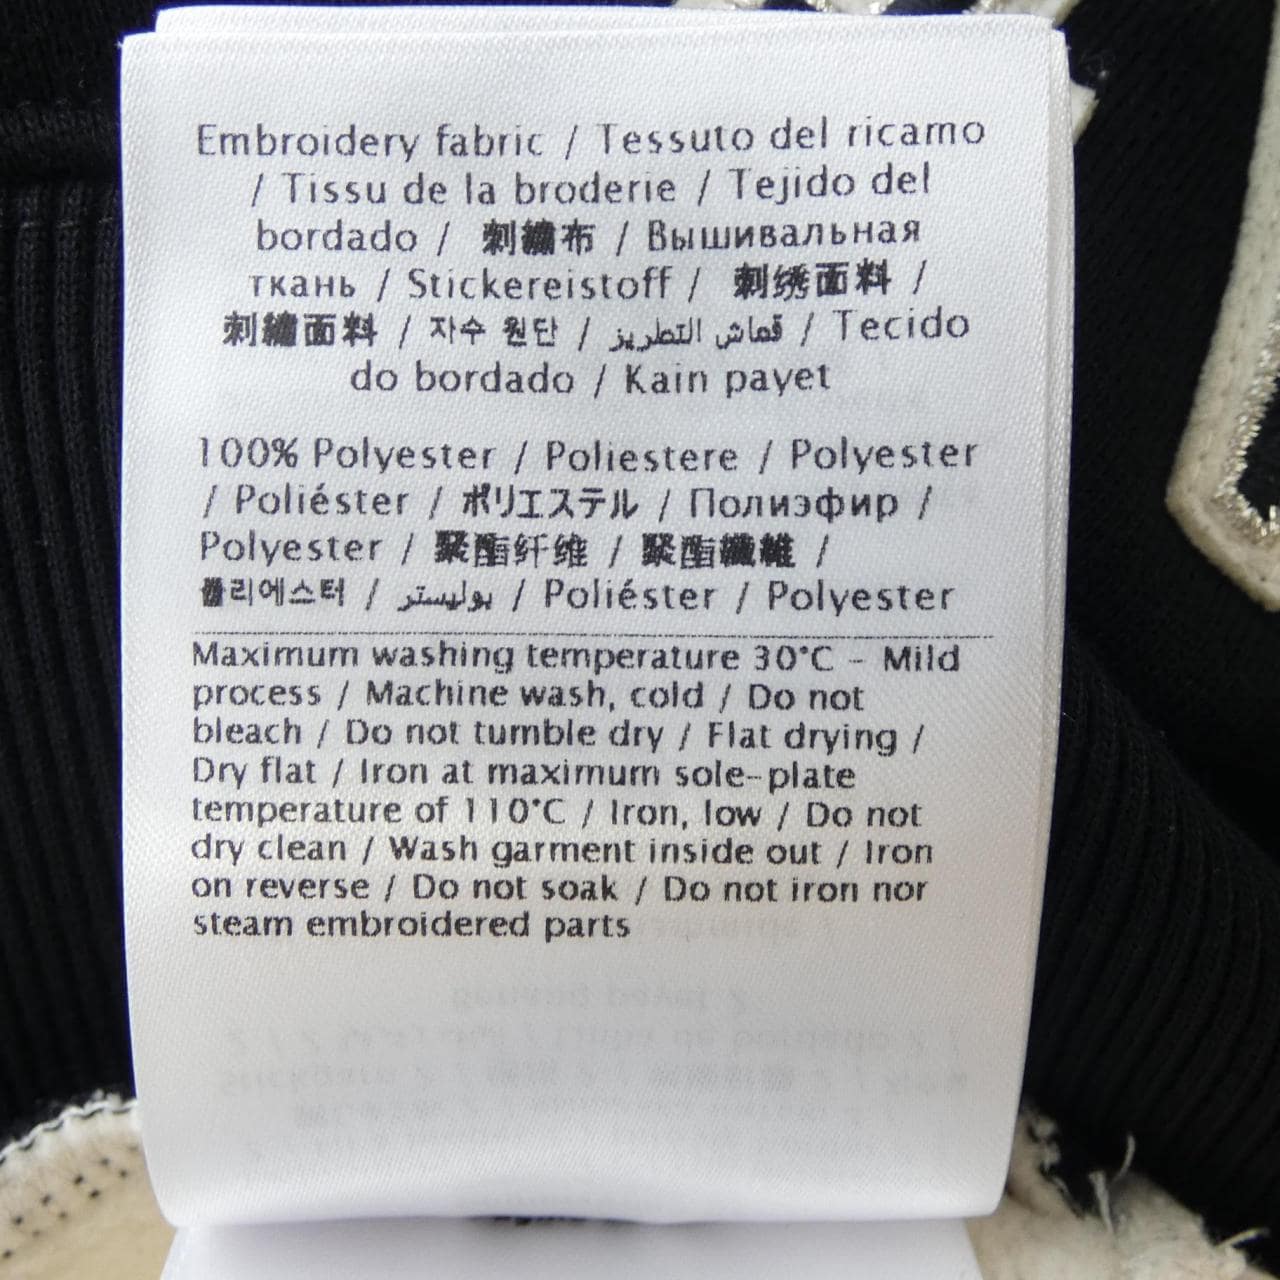 Embroidery fabric / Tessuto del ricamo
/ Tissu de la broderie / Tejido del
bordado / 刺繍布 / Вышивальная
ткань / Stickereistoff / 刺绣面料 /
刺繡面料 / 자수 원단 / قماش التطريز / Tecido
do bordado / Kain payet
100% Polyester / Poliestere / Polyester
/ Poliéster / ポリエステル / Полиэфир /
Polyester / 聚酯纤维 / 聚酯纖維 /
폴리에스터 / بوليستر / Poliéster / Polyester
Maximum washing temperature 30°C - Mild
process / Machine wash, cold / Do not
bleach / Do not tumble dry / Flat drying /
Dry flat / Iron at maximum sole-plate
temperature of 110°C / Iron, low / Do not
dry clean / Wash garment inside out / Iron
on reverse / Do not soak / Do not iron nor
steam embroidered parts